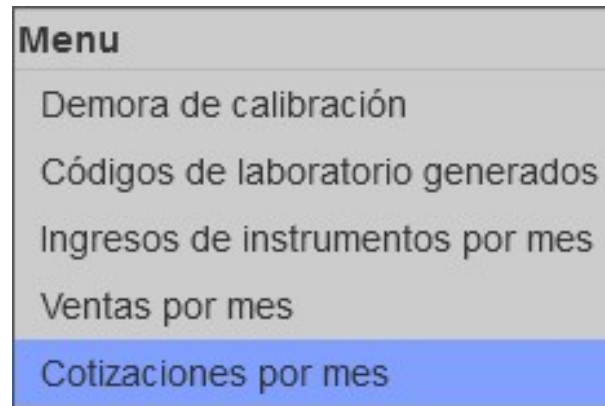 Menu
Demora de calibración
Códigos de laboratorio generados
Ingresos de instrumentos por mes
Ventas por mes
Cotizaciones por mes